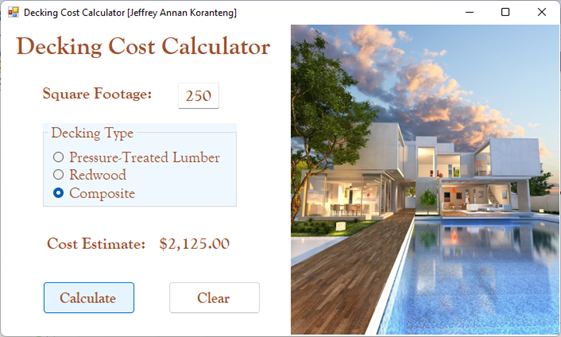 Decking Cost Calculator [Jeffrey Annan Koranteng]
Decking Cost Calculator
Square Footage: 250
Decking Type
Pressure-Treated Lumber
Redwood
Composite
Cost Estimate: $2,125.00
Calculate Clear